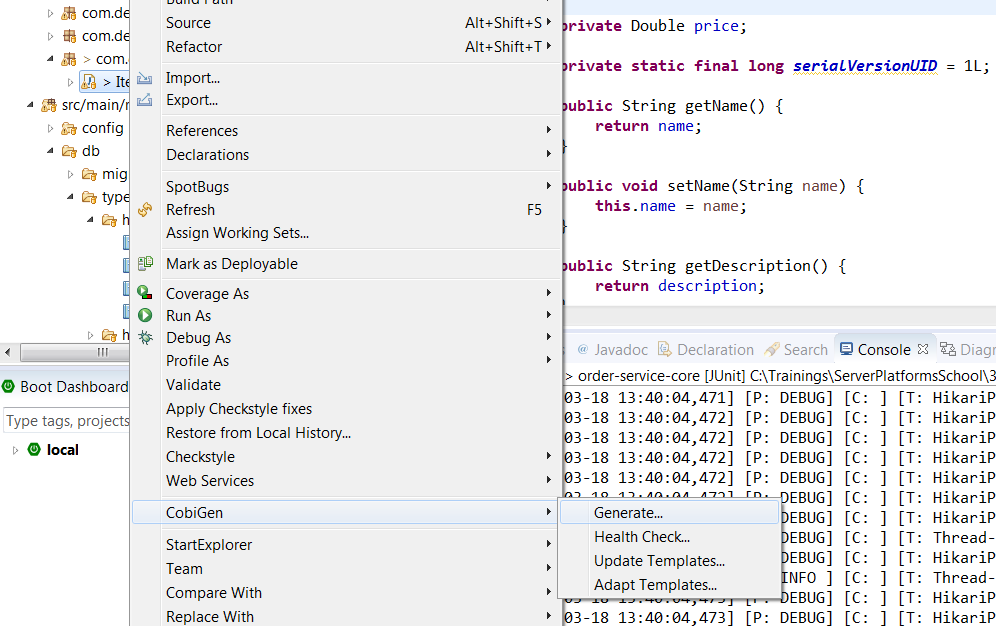 com.de
com.de
> com.
> Ite
src/main/r
config
db
mig
type
h
h
Boot Dashboard
Type tags, projects
local
Build Path
Source Alt+Shift+S
Refactor Alt+Shift+T
Import...
Export...
References
Declarations
SpotBugs
Refresh F5
Assign Working Sets...
Mark as Deployable
Coverage As
Run As
Debug As
Profile As
Validate
Apply Checkstyle fixes
Restore from Local History...
Checkstyle
Web Services
CobiGen
StartExplorer
Team
Compare With
Replace With
Generate...
Health Check...
Update Templates...
Adapt Templates...
private Double price;
private static final long serialVersionUID = 1L;
public String getName() {
return name;
}
public void setName(String name) {
this.name = name;
}
public String getDescription() {
return description;
@ Javadoc Declaration Search Console Diagr
> order-service-core [JUnit] C:\Trainings\ServerPlatformsSchool\3
03-18 13:40:04,471] [P: DEBUG] [C: ] [T: HikariP
03-18 13:40:04,472] [P: DEBUG] [C: ] [T: HikariP
03-18 13:40:04,472] [P: DEBUG] [C: ] [T: HikariP
03-18 13:40:04,472] [P: DEBUG] [C: ] [T: HikariP
03-18 13:40:04,472] [P: DEBUG] [C: ] [T: HikariP
03-18 13:40:04,472] [P: DEBUG] [C: ] [T: HikariP
DEBUG] [C: ] [T: HikariP
DEBUG] [C: ] [T: Thread-
DEBUG] [C: ] [T: HikariP
INFO ] [C: ] [T: Thread-
03-18 13:40:04,473] [P: DEBUG] [C: ] [T: HikariP
03-18 13:40:04,473] [P: DEBUG] [C: ] [T: HikariP